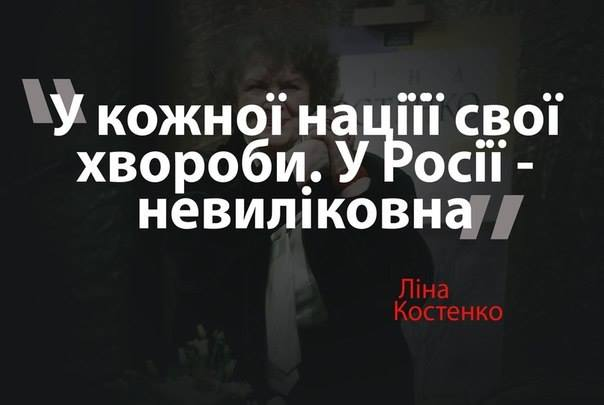 "У кожної націїї свої
хвороби. У Росії -
невиліковна"
Ліна
Костенко